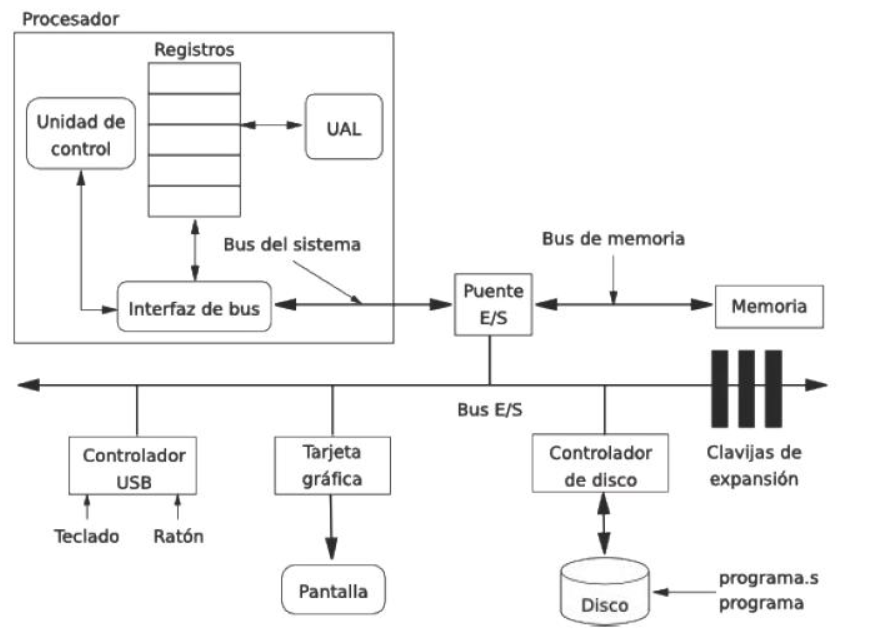 Procesador
Registros
Unidad de
control
UAL
Bus del sistema
Interfaz de bus
Bus de memoria
Puente
E/S
Memoria
Bus E/S
Controlador
USB
Tarjeta
gráfica
Controlador
de disco
Clavijas de
expansión
Teclado
Ratón
Pantalla
Disco
programa.s
programa